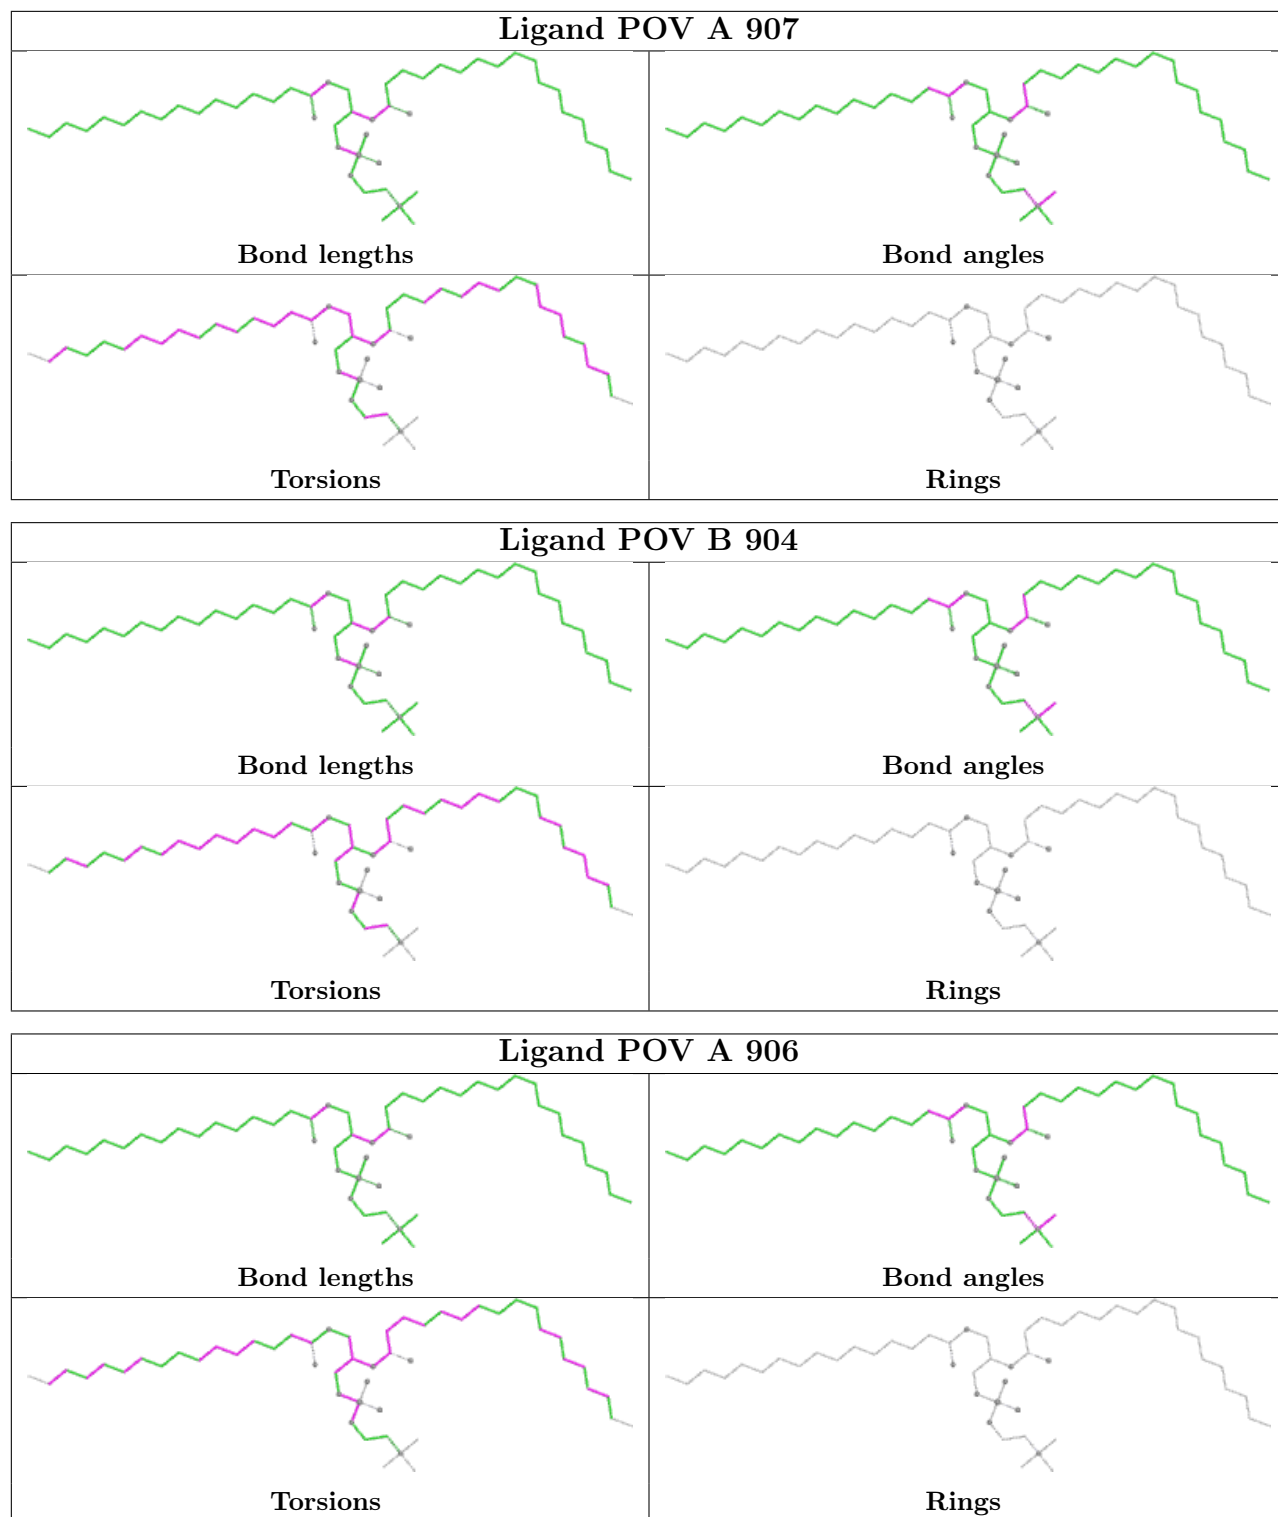 Ligand POV A 907
Bond lengths
Bond angles
Torsions
Rings
Ligand POV B 904
Bond lengths
Bond angles
Torsions
Rings
Ligand POV A 906
Bond lengths
Bond angles
Torsions
Rings